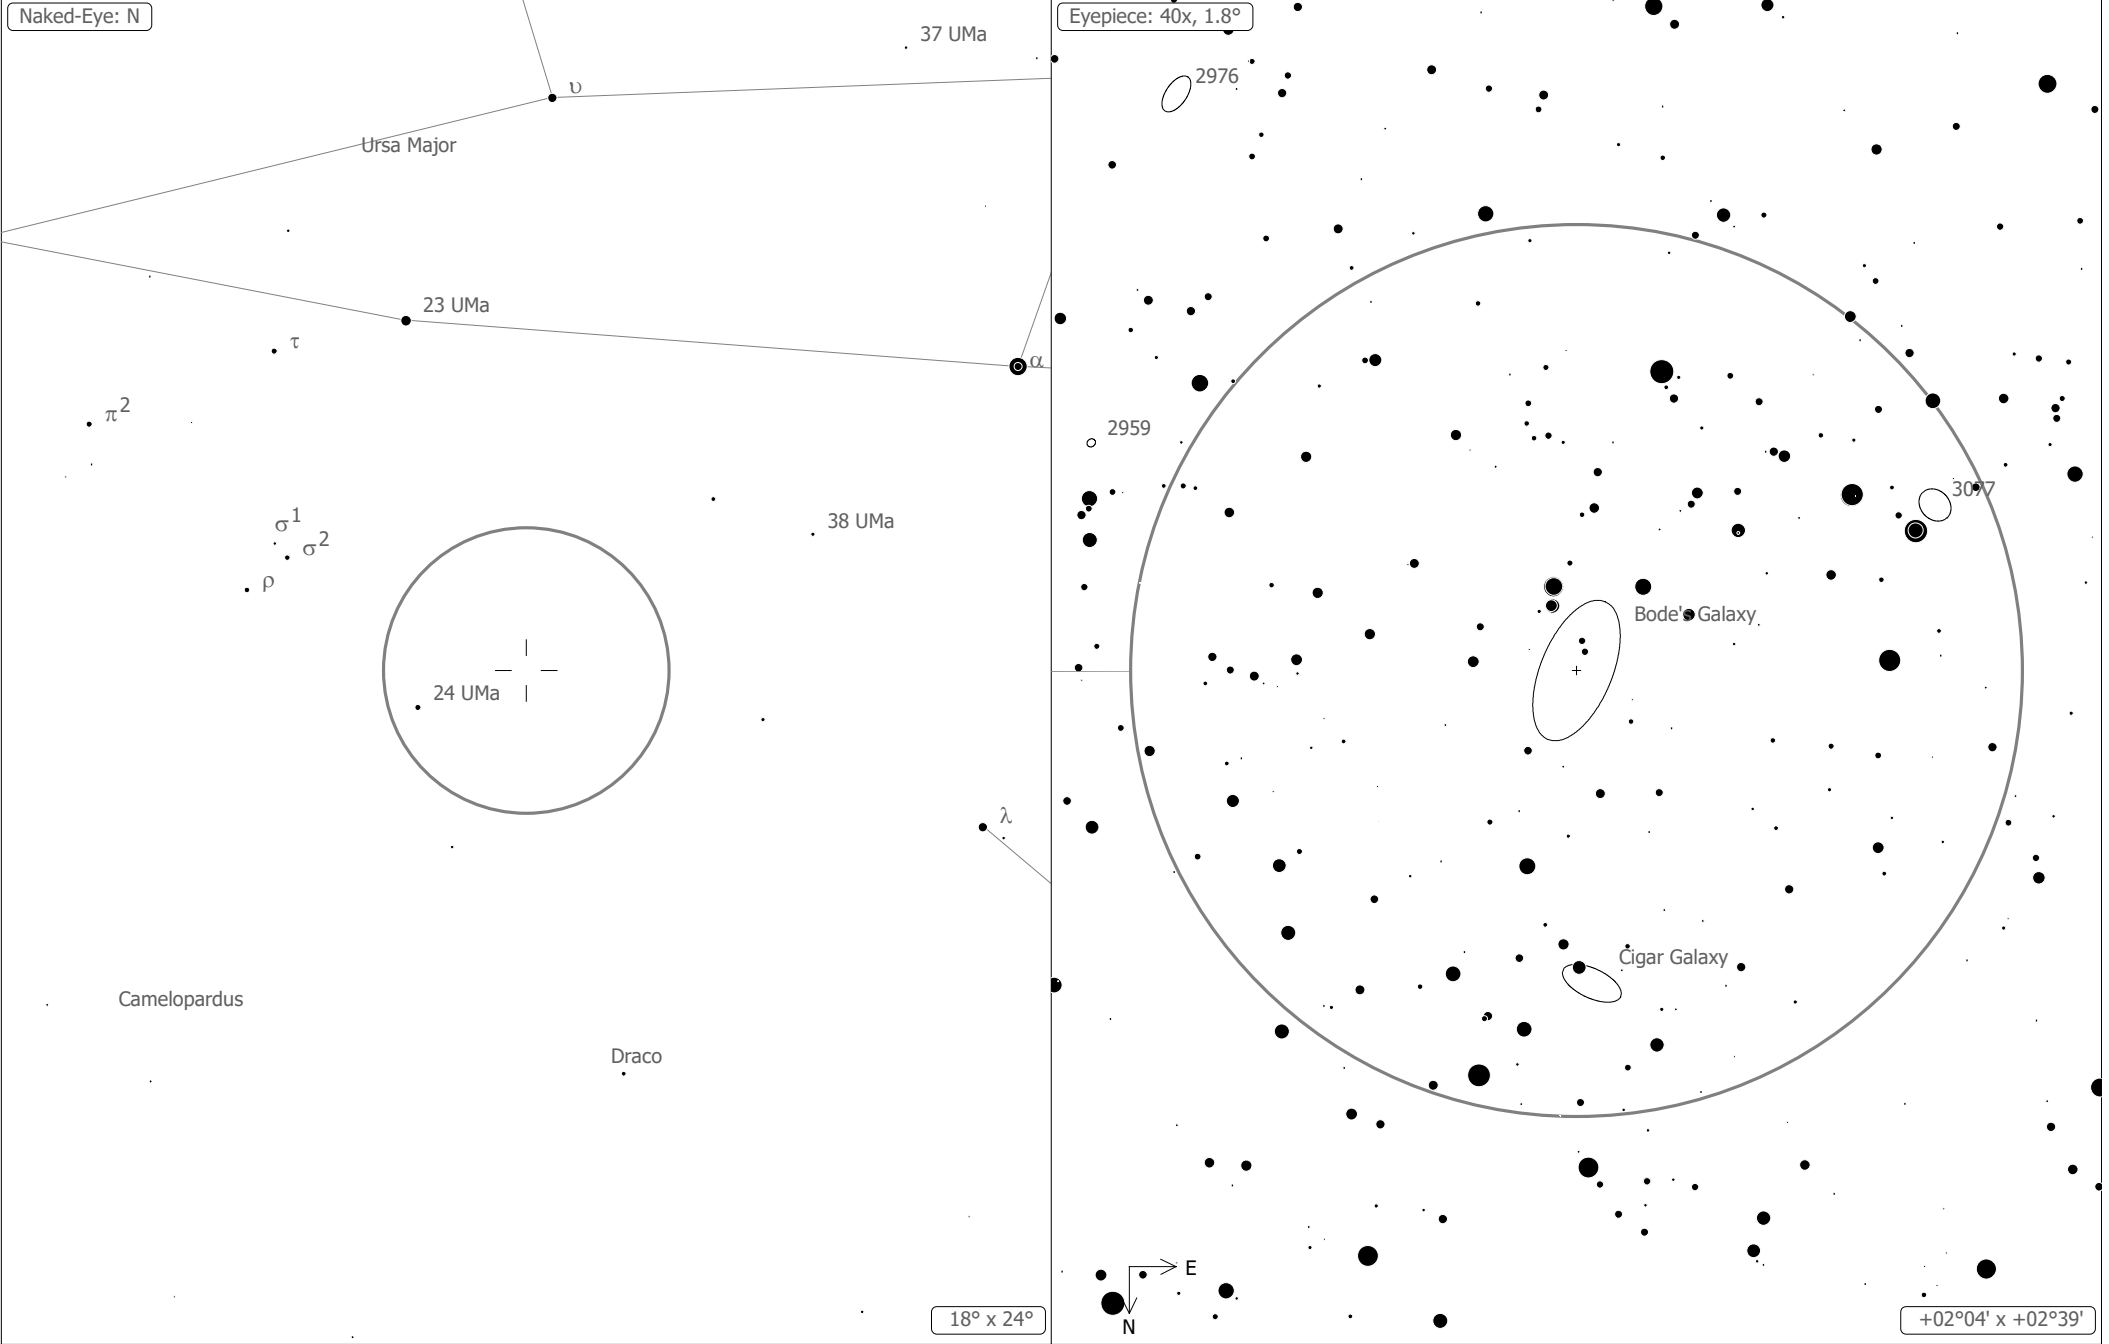 Naked-Eye: N
37 UMa
υ
Ursa Major
23 UMa
τ
α
π2
38 UMa
σ1
σ2
ρ
24 UMa
λ
Camelopardus
Draco
18° x 24°
Eyepiece: 40x, 1.8°
2976
2959
3077
Bode's Galaxy
Cigar Galaxy
E
N
+02°04' x +02°39'